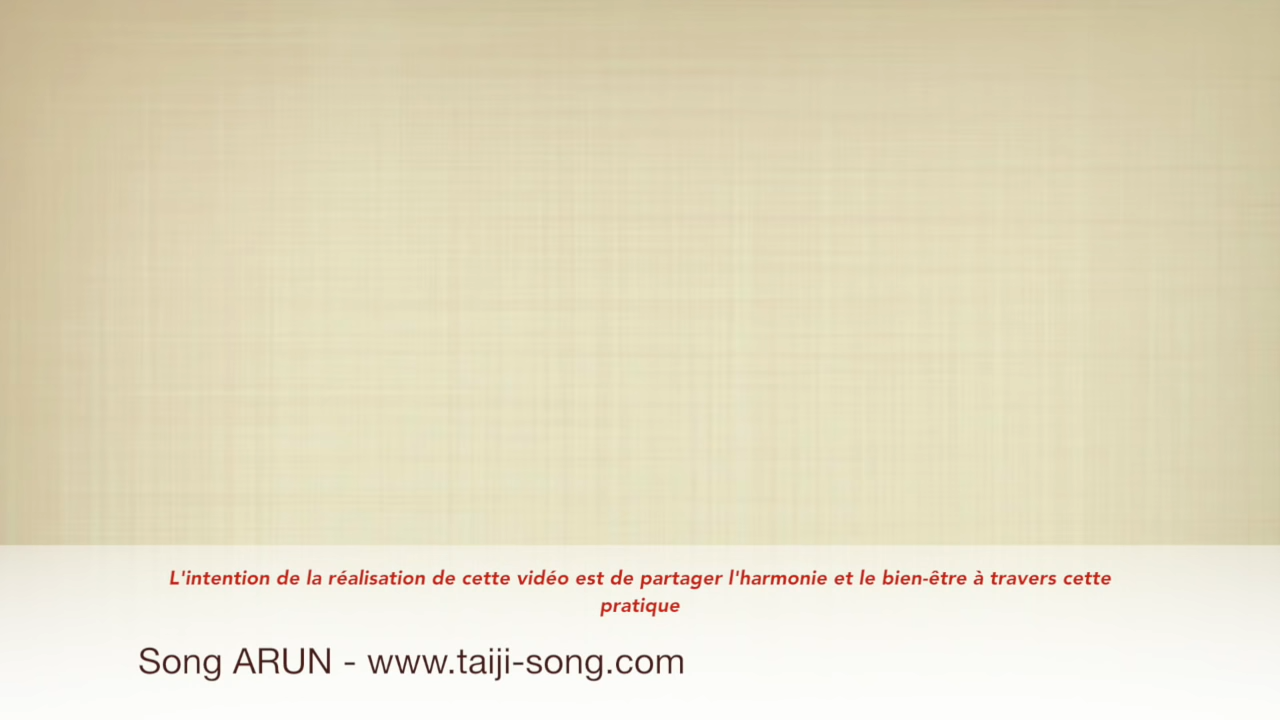 L'intention de la réalisation de cette vidéo est de partager l'harmonie et le bien-être à travers cette
pratique
Song ARUN - www.taiji-song.com